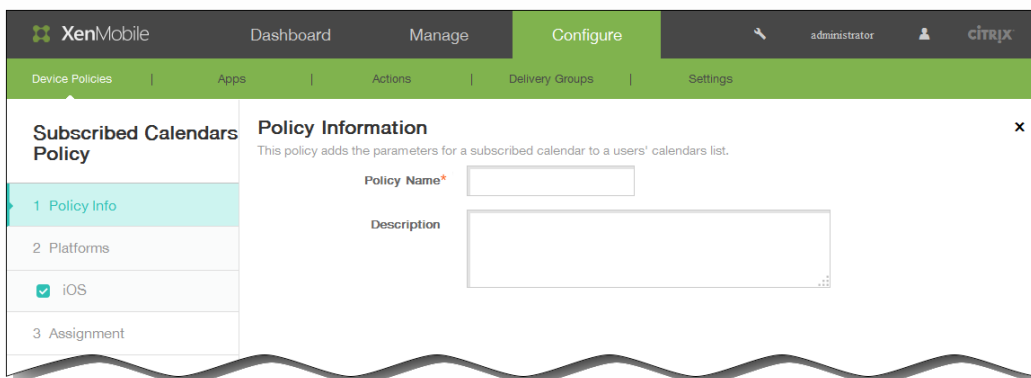 XenMobile Dashboard Manage Configure administrator CİTRIX
Device Policies | Apps | Actions | Delivery Groups | Settings
Subscribed Calendars Policy
1 Policy Info
2 Platforms
iOS
3 Assignment
Policy Information
This policy adds the parameters for a subscribed calendar to a users' calendars list.
Policy Name*
Description